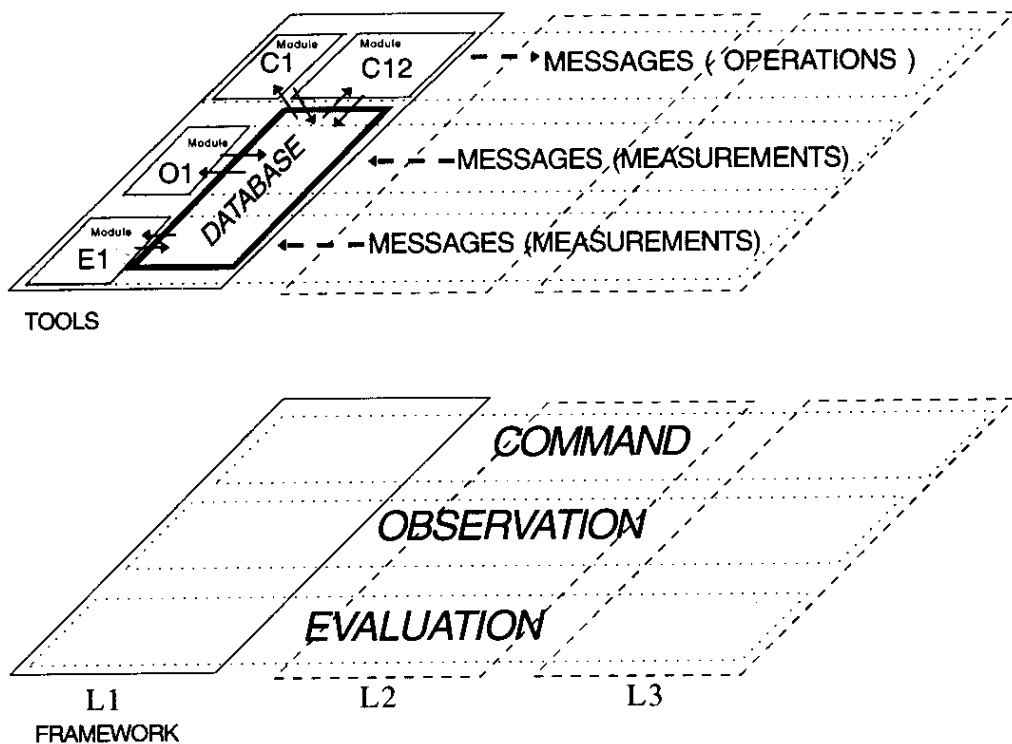 Module
C1
Module
C12
MESSAGES ( OPERATIONS )
Module
O1
DATABASE
MESSAGES (MEASUREMENTS)
Module
E1
MESSAGES (MEASUREMENTS)
TOOLS
COMMAND
OBSERVATION
EVALUATION
L1 L2 L3
FRAMEWORK